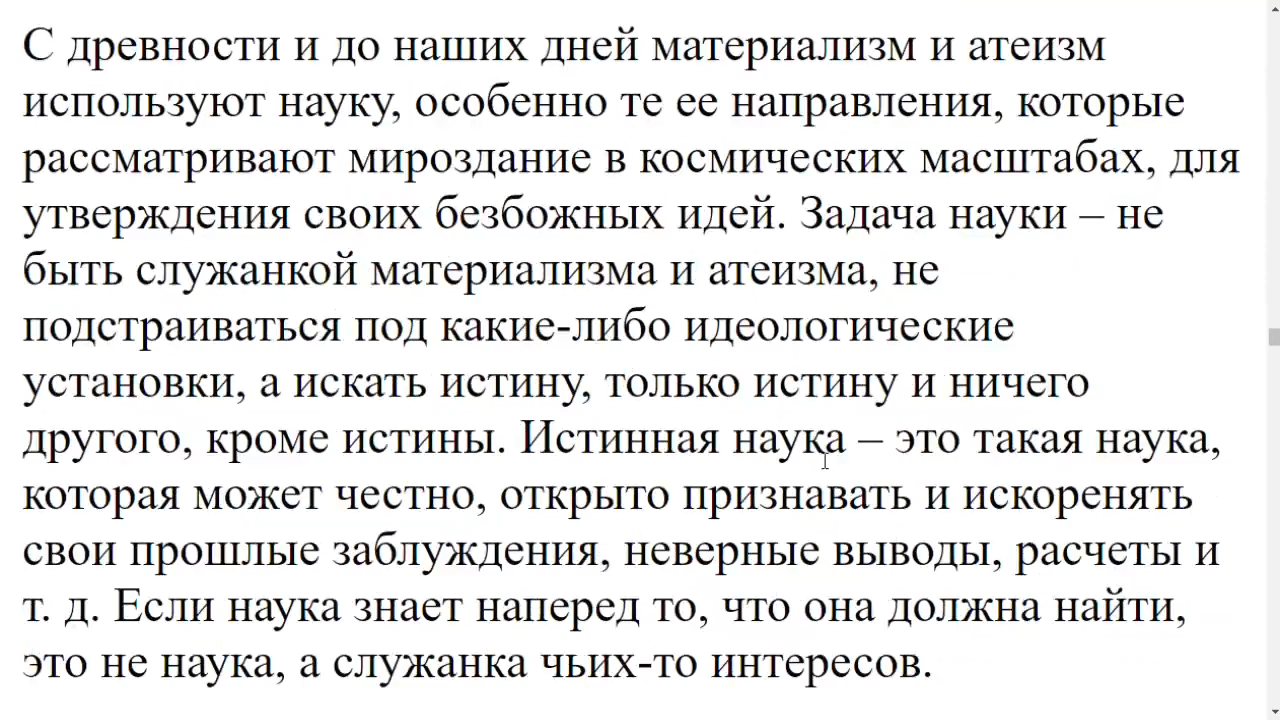 С древности и до наших дней материализм и атеизм
используют науку, особенно те ее направления, которые
рассматривают мироздание в космических масштабах, для
утверждения своих безбожных идей. Задача науки – не
быть служанкой материализма и атеизма, не
подстраиваться под какие-либо идеологические
установки, а искать истину, только истину и ничего
другого, кроме истины. Истинная наука – это такая наука,
которая может честно, открыто признавать и искоренять
свои прошлые заблуждения, неверные выводы, расчеты и
т. д. Если наука знает наперед то, что она должна найти,
это не наука, а служанка чьих-то интересов.